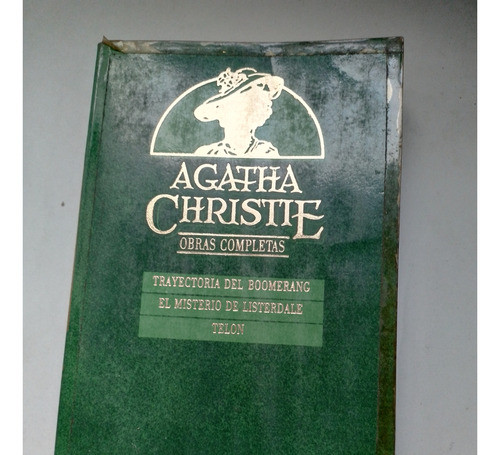 AGATHA
CHRISTIE
OBRAS COMPLETAS
TRAYECTORIA DEL BOOMERANG
EL MISTERIO DE LISTERDALE
TELON